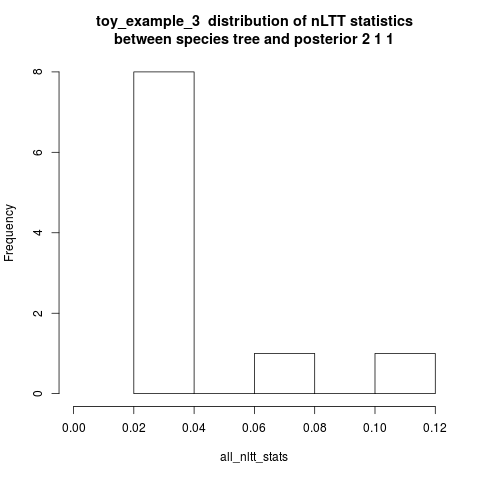 toy_example_3 distribution of nLTT statistics
between species tree and posterior 2 1 1
Frequency
8
6
4
2
0
0.00 0.02 0.04 0.06 0.08 0.10 0.12
all_nltt_stats